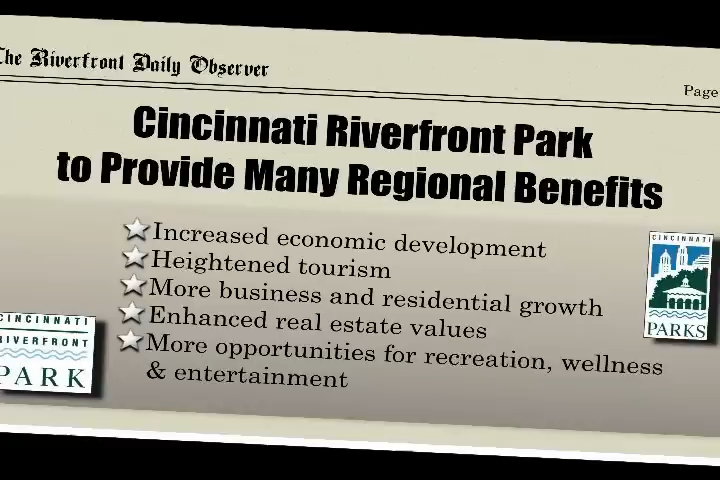 The Riverfront Daily Observer
Page
Cincinnati Riverfront Park
to Provide Many Regional Benefits
Increased economic development
Heightened tourism
More business and residential growth
Enhanced real estate values
More opportunities for recreation, wellness
& entertainment
CINCINNATI
PARKS
CINCINNATI
RIVERFRONT
PARK